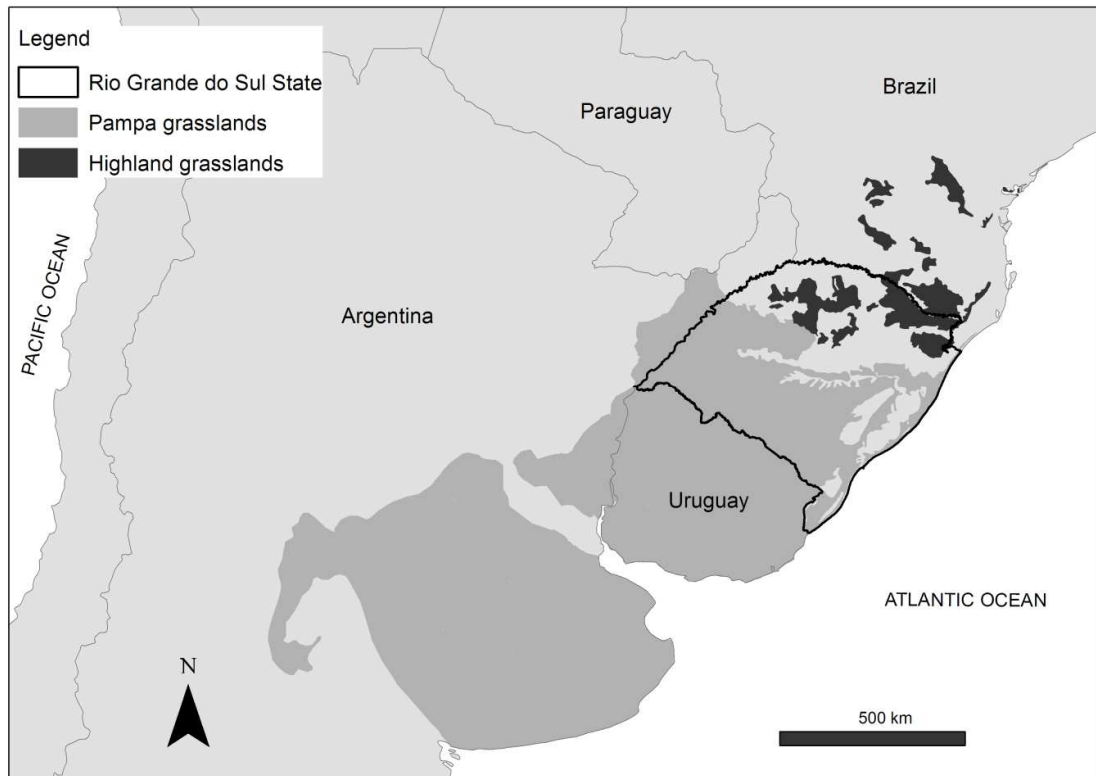 Legend
Rio Grande do Sul State
Pampa grasslands
Highland grasslands
Brazil
Paraguay
PACIFIC OCEAN
Argentina
Uruguay
ATLANTIC OCEAN
N
500 km